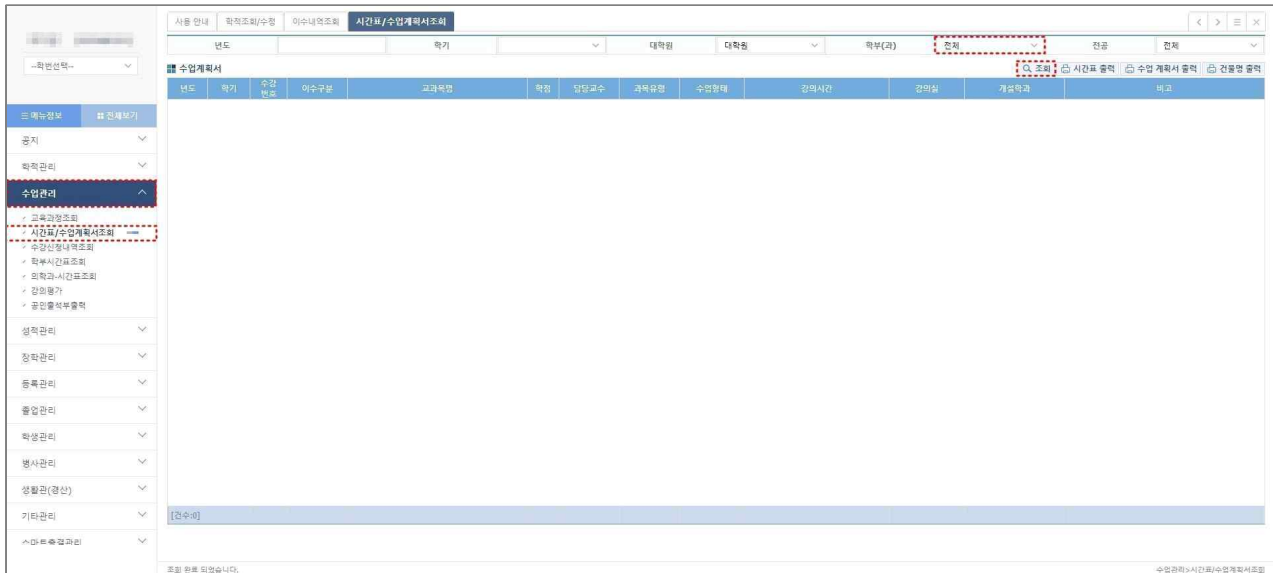 사용 안내 학적조회/수정 이수내역조회 시간표/수업계획서조회
년도 학기 대학원 대학원 학부(과) 전체 전공 전체
--학번선택--
수업계획서 조회 시간표 출력 수업 계획서 출력 건물명 출력
년도 학기 수강번호 이수구분 교과목명 학점 담당교수 과목유형 수업형태 강의시간 강의실 개설학과 비고
메뉴정보 전체보기
공지
학적관리
수업관리
교육과정조회
시간표/수업계획서조회
수강신청내역조회
학부시간표조회
의학과-시간표조회
강의평가
공인출석부출력
성적관리
장학관리
등록관리
졸업관리
학생관리
병사관리
생활관(경산)
기타관리
[건수:0]
스마트출결관리
조회 완료 되었습니다. 수업관리>시간표/수업계획서조회